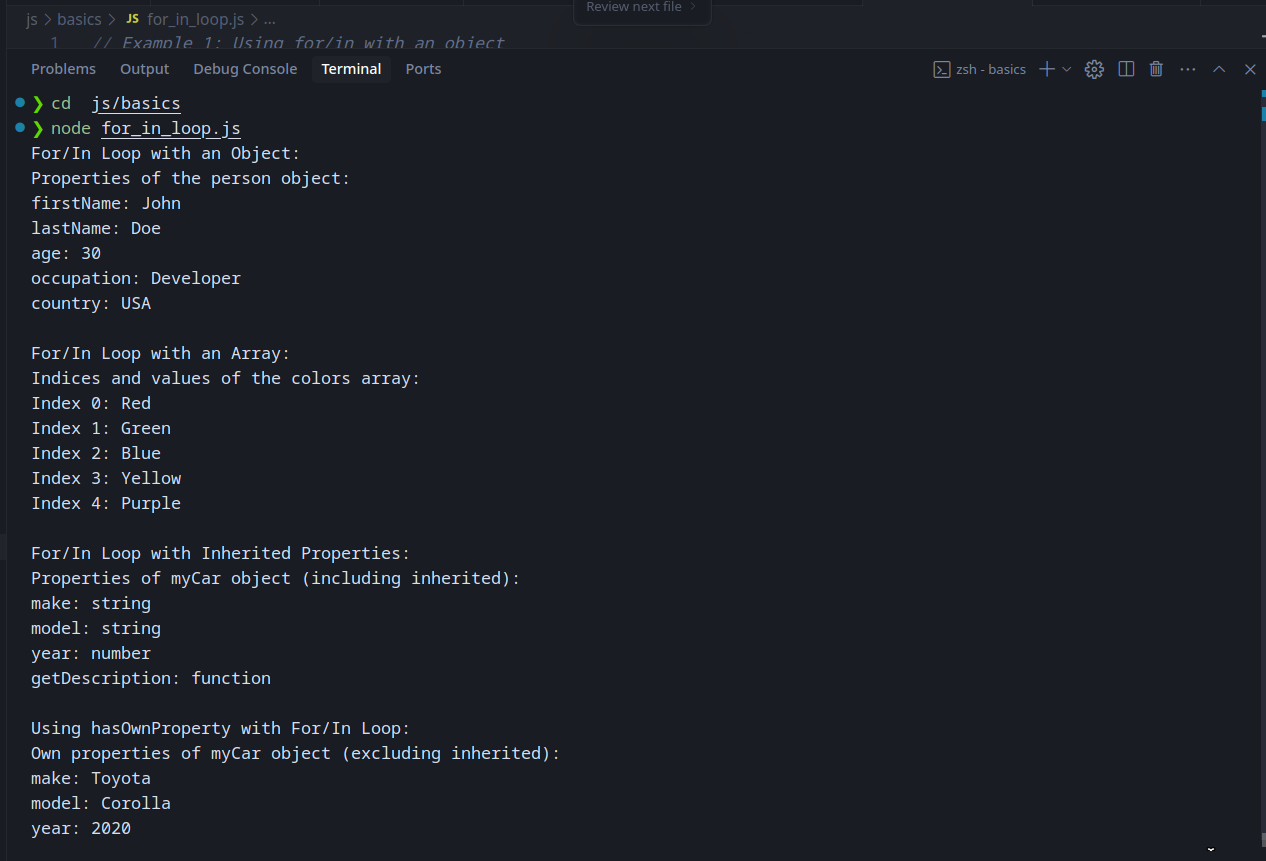 Review next file >
js > basics > JS for_in_loop.js > ...
1 // Example 1: Using for/in with an object
Problems Output Debug Console Terminal Ports zsh - basics
❯ cd js/basics
❯ node for_in_loop.js
For/In Loop with an Object:
Properties of the person object:
firstName: John
lastName: Doe
age: 30
occupation: Developer
country: USA
For/In Loop with an Array:
Indices and values of the colors array:
Index 0: Red
Index 1: Green
Index 2: Blue
Index 3: Yellow
Index 4: Purple
For/In Loop with Inherited Properties:
Properties of myCar object (including inherited):
make: string
model: string
year: number
getDescription: function
Using hasOwnProperty with For/In Loop:
Own properties of myCar object (excluding inherited):
make: Toyota
model: Corolla
year: 2020